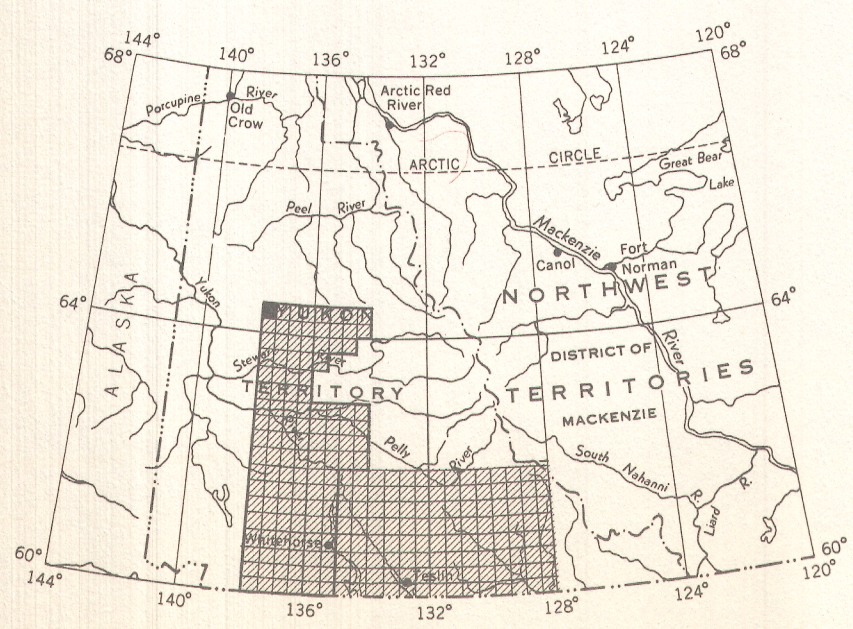 144°
140°
136°
132°
128°
124°
120°
68°
68°
Porcupine River
Old
Crow
Arctic Red
River
ARCTIC CIRCLE
Great Bear
Lake
Peel River
Mackenzie
Canol
Fort
Norman
NORTHWEST
64°
64°
ALASKA
Yukon
YUKON
Stewart River
TERRITORY
DISTRICT OF
TERRITORIES
MACKENZIE
River
Pelly
River
South Nahanni R.
Liard R.
Whitehorse
Teslin
60°
60°
144°
140°
136°
132°
128°
124°
120°